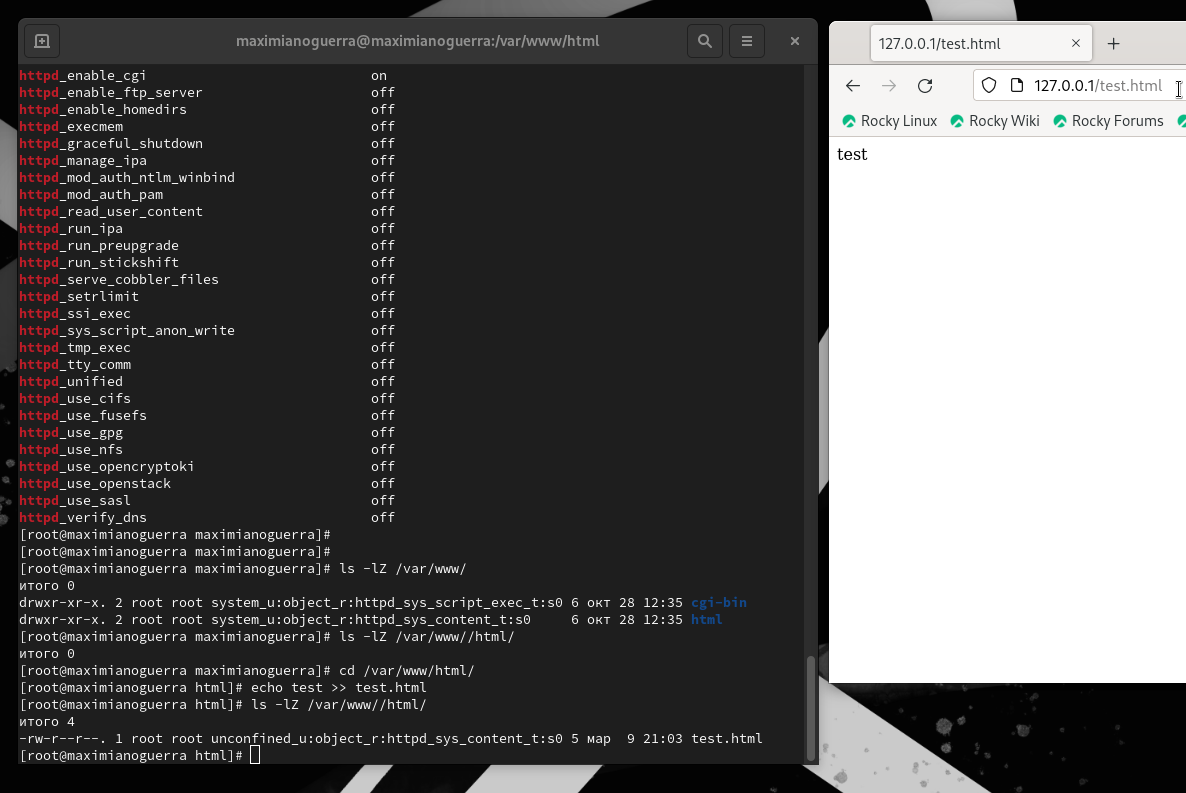 maximianoguerra@maximianoguerra:/var/www/html
httpd_enable_cgi on
httpd_enable_ftp_server off
httpd_enable_homedirs off
httpd_execmem off
httpd_graceful_shutdown off
httpd_manage_ipa off
httpd_mod_auth_ntlm_winbind off
httpd_mod_auth_pam off
httpd_read_user_content off
httpd_run_ipa off
httpd_run_preupgrade off
httpd_run_stickshift off
httpd_serve_cobbler_files off
httpd_setrlimit off
httpd_ssi_exec off
httpd_sys_script_anon_write off
httpd_tmp_exec off
httpd_tty_comm off
httpd_unified off
httpd_use_cifs off
httpd_use_fusefs off
httpd_use_gpg off
httpd_use_nfs off
httpd_use_opencryptoki off
httpd_use_openstack off
httpd_use_sasl off
httpd_verify_dns off
[root@maximianoguerra maximianoguerra]#
[root@maximianoguerra maximianoguerra]#
[root@maximianoguerra maximianoguerra]# ls -lZ /var/www/
итого 0
drwxr-xr-x. 2 root root system_u:object_r:httpd_sys_script_exec_t:s0 6 окт 28 12:35 cgi-bin
drwxr-xr-x. 2 root root system_u:object_r:httpd_sys_content_t:s0 6 окт 28 12:35 html
[root@maximianoguerra maximianoguerra]# ls -lZ /var/www//html/
итого 0
[root@maximianoguerra maximianoguerra]# cd /var/www/html/
[root@maximianoguerra html]# echo test >> test.html
[root@maximianoguerra html]# ls -lZ /var/www//html/
итого 4
-rw-r--r--. 1 root root unconfined_u:object_r:httpd_sys_content_t:s0 5 мар 9 21:03 test.html
[root@maximianoguerra html]#
127.0.0.1/test.html
127.0.0.1/test.html
Rocky Linux Rocky Wiki Rocky Forums
test